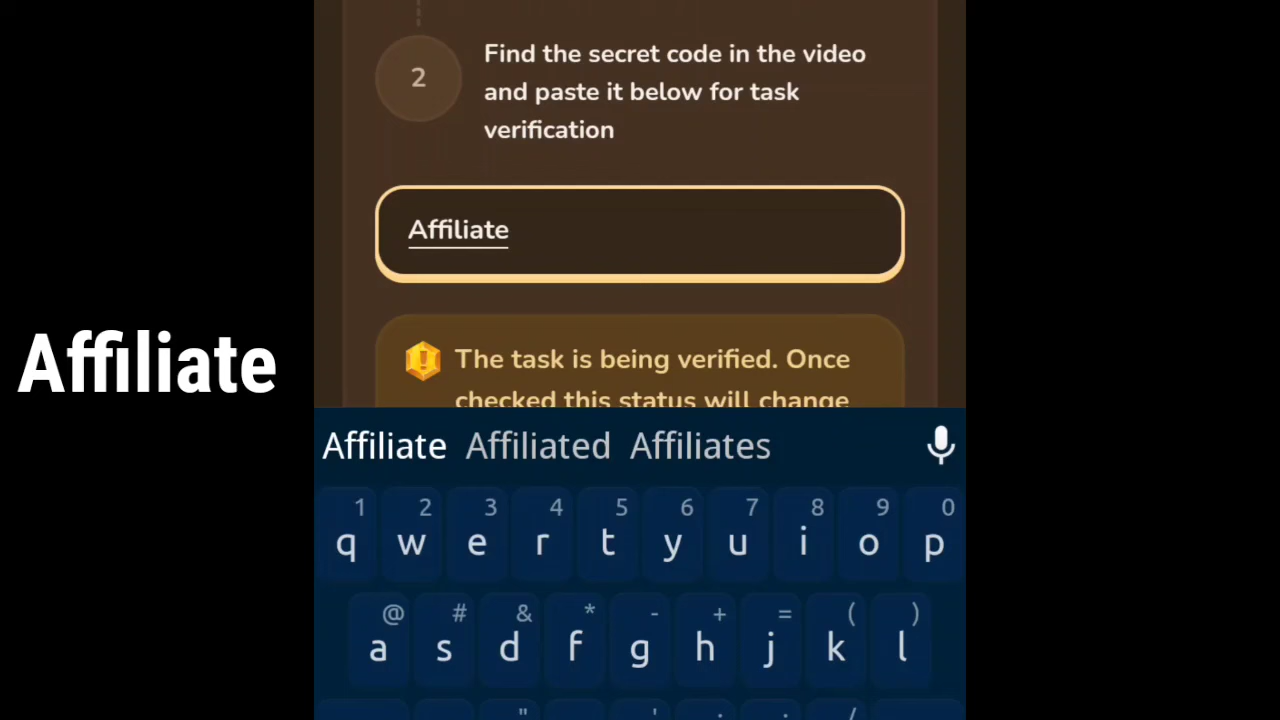 2
Find the secret code in the video
and paste it below for task
verification
Affiliate
Affiliate
The task is being verified. Once
checked this status will change
Affiliate Affiliated Affiliates
1 2 3 4 5 6 7 8 9 0
q w e r t y u i o p
@ # & * - + = ( )
a s d f g h j k l